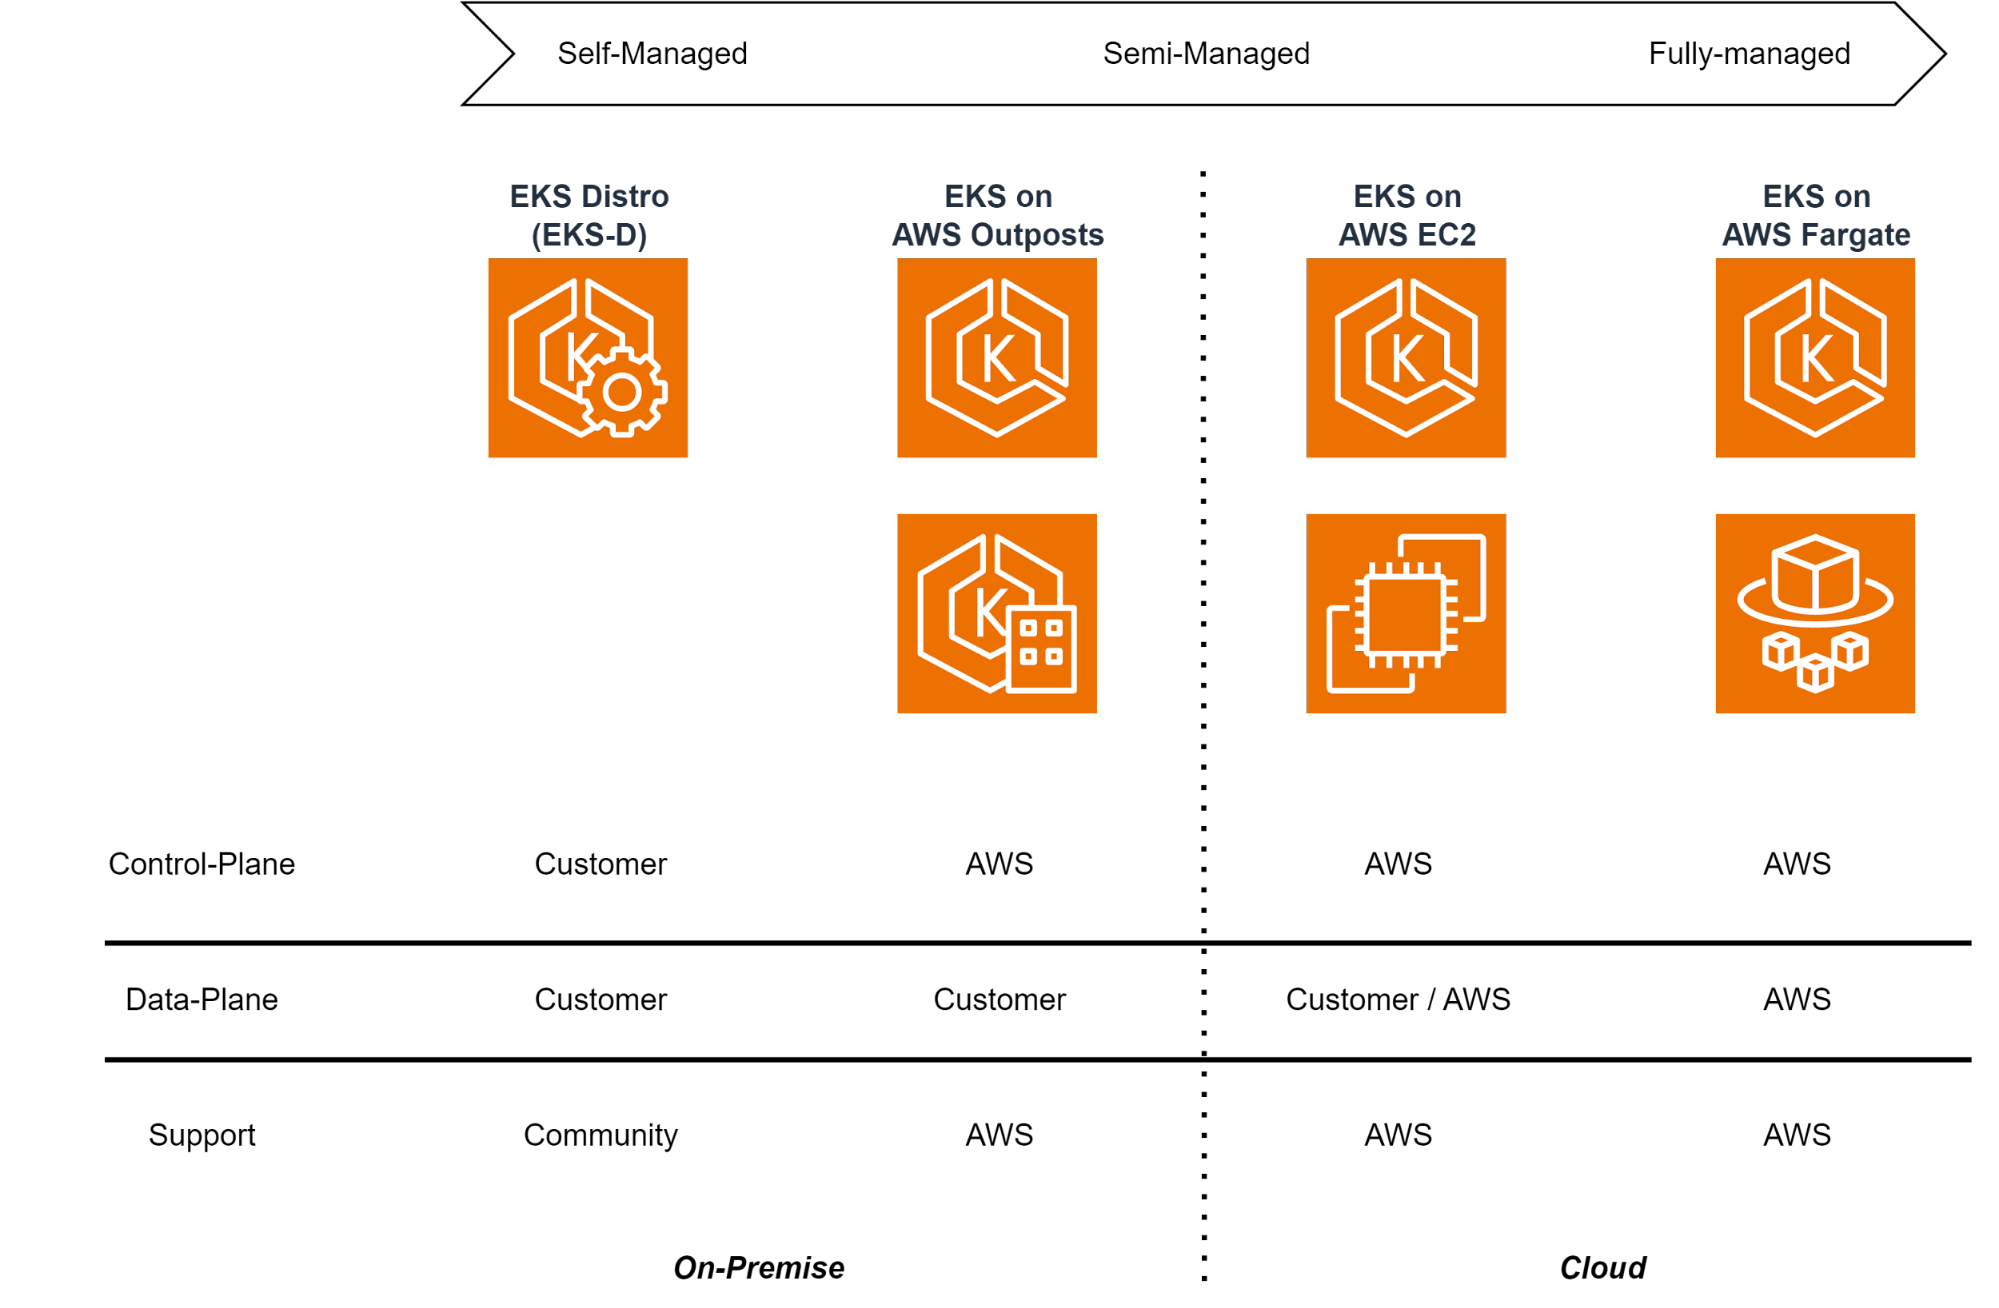 Self-Managed Semi-Managed Fully-managed
EKS Distro
(EKS-D)
EKS on
AWS Outposts
EKS on
AWS EC2
EKS on
AWS Fargate
K
K
K
K
K
Control-Plane Customer AWS AWS AWS
Data-Plane Customer Customer Customer / AWS AWS
Support Community AWS AWS AWS
On-Premise Cloud